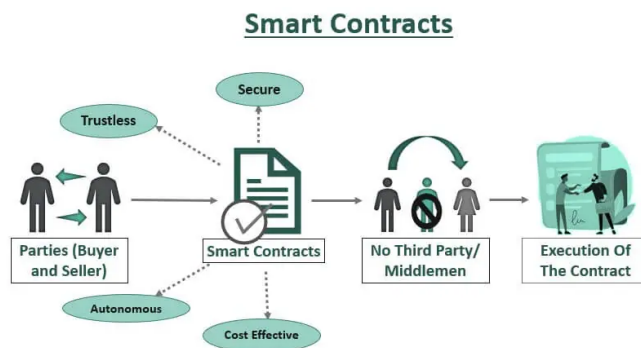 Smart Contracts
Secure
Trustless
Parties (Buyer
and Seller)
Smart Contracts
No Third Party/
Middlemen
Execution Of
The Contract
Autonomous
Cost Effective